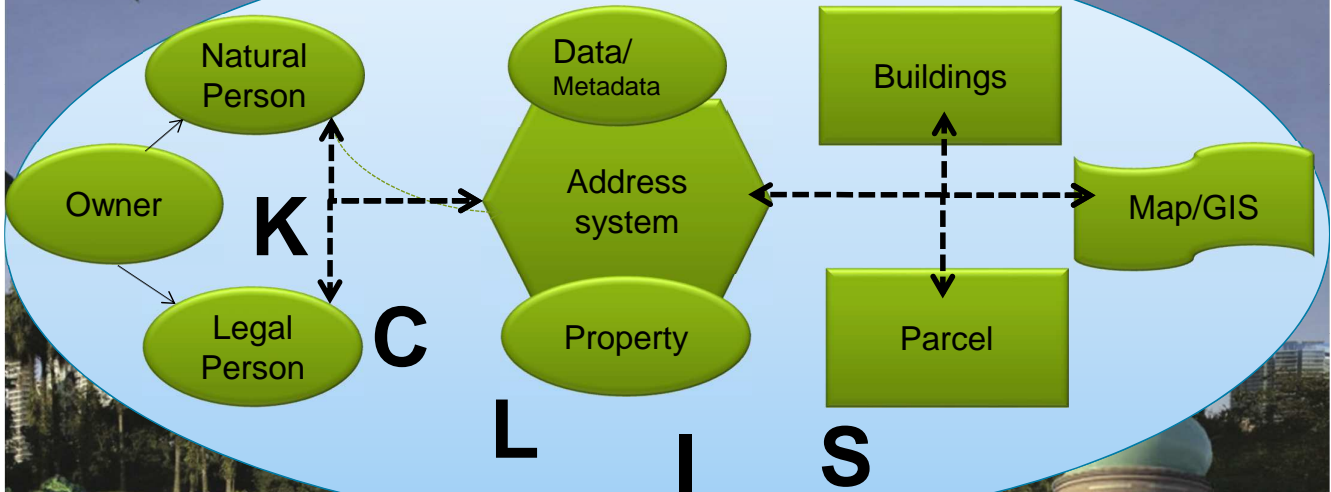 Natural
Person
Data/
Metadata
Buildings
Owner
K
Address
system
Map/GIS
Legal
Person
C
Property
Parcel
L
I
S